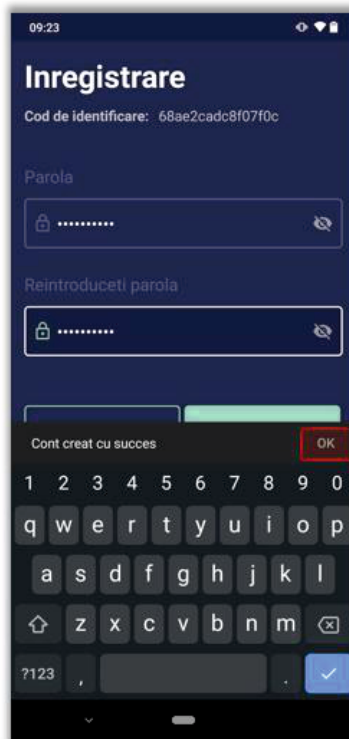 09:23
Inregistrare
Cod de identificare: 68ae2cadc8f07f0c
Parola
••••••••••
Reintroduceti parola
••••••••••
Cont creat cu succes OK
1 2 3 4 5 6 7 8 9 0
q w e r t y u i o p
a s d f g h j k l
z x c v b n m
?123 , .